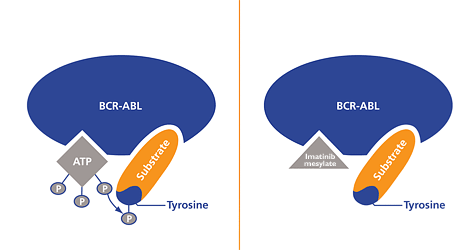 BCR-ABL
ATP
Substrate
P
P
P
P
Tyrosine
BCR-ABL
Imatinib
mesylate
Substrate
Tyrosine